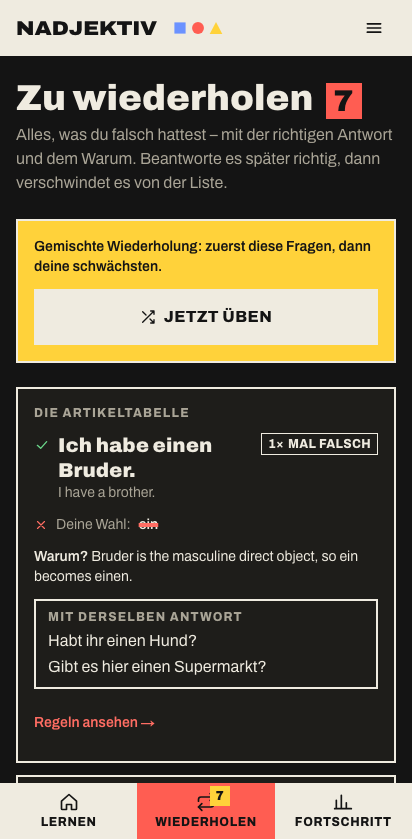 NADJEKTIV
Zu wiederholen 7
Alles, was du falsch hattest – mit der richtigen Antwort
und dem Warum. Beantworte es später richtig, dann
verschwindet es von der Liste.
Gemischte Wiederholung: zuerst diese Fragen, dann
deine schwächsten.
JETZT ÜBEN
DIE ARTIKELTABELLE
Ich habe einen
Bruder.
1× MAL FALSCH
I have a brother.
Deine Wahl: ein
Warum? Bruder is the masculine direct object, so ein
becomes einen.
MIT DERSELBEN ANTWORT
Habt ihr einen Hund?
Gibt es hier einen Supermarkt?
Regeln ansehen →
7
LERNEN
WIEDERHOLEN
FORTSCHRITT